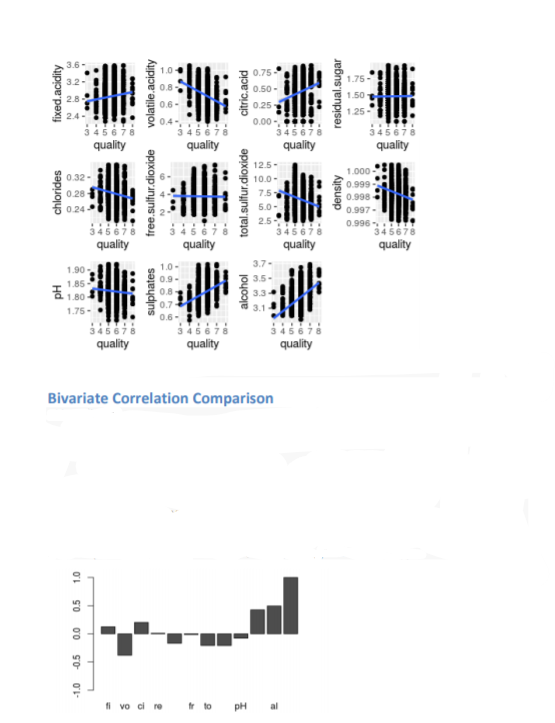 fixed.acidity 3.6 3.2 2.8 2.4 3 4 5 6 7 8 quality
volatile.acidity 1.0 0.8 0.6 0.4 3 4 5 6 7 8 quality
citric.acid 0.75 0.50 0.25 0.00 3 4 5 6 7 8 quality
residual.sugar 1.75 1.50 1.25 3 4 5 6 7 8 quality
chlorides 0.32 0.28 0.24 3 4 5 6 7 8 quality
free.sulfur.dioxide 6 4 2 3 4 5 6 7 8 quality
total.sulfur.dioxide 12.5 10.0 7.5 5.0 2.5 3 4 5 6 7 8 quality
density 1.000 0.999 0.998 0.997 0.996 3 4 5 6 7 8 quality
pH 1.90 1.85 1.80 1.75 3 4 5 6 7 8 quality
sulphates 1.0 0.9 0.8 0.7 0.6 3 4 5 6 7 8 quality
alcohol 3.7 3.5 3.3 3.1 3 4 5 6 7 8 quality
Bivariate Correlation Comparison
1.0
0.5
0.0
-0.5
-1.0
fi vo ci re fr to pH al